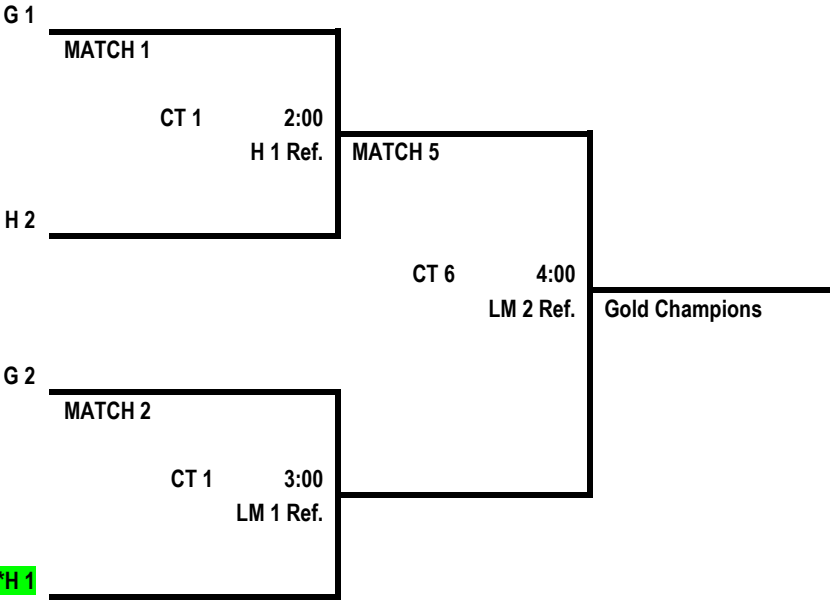 G 1
MATCH 1
CT 1 2:00
H 1 Ref.
MATCH 5
H 2
CT 6 4:00
LM 2 Ref.
Gold Champions
G 2
MATCH 2
CT 1 3:00
LM 1 Ref.
*H 1